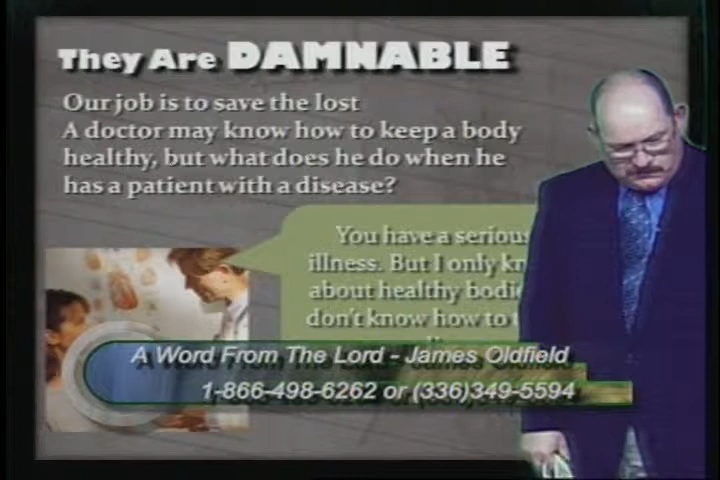 They Are DAMNABLE
Our job is to save the lost
A doctor may know how to keep a body
healthy, but what does he do when he
has a patient with a disease?
You have a serious
illness. But I only
about healthy
don't know how to
A Word From The Lord - James Oldfield
1-866-498-6262 or (336)349-5594